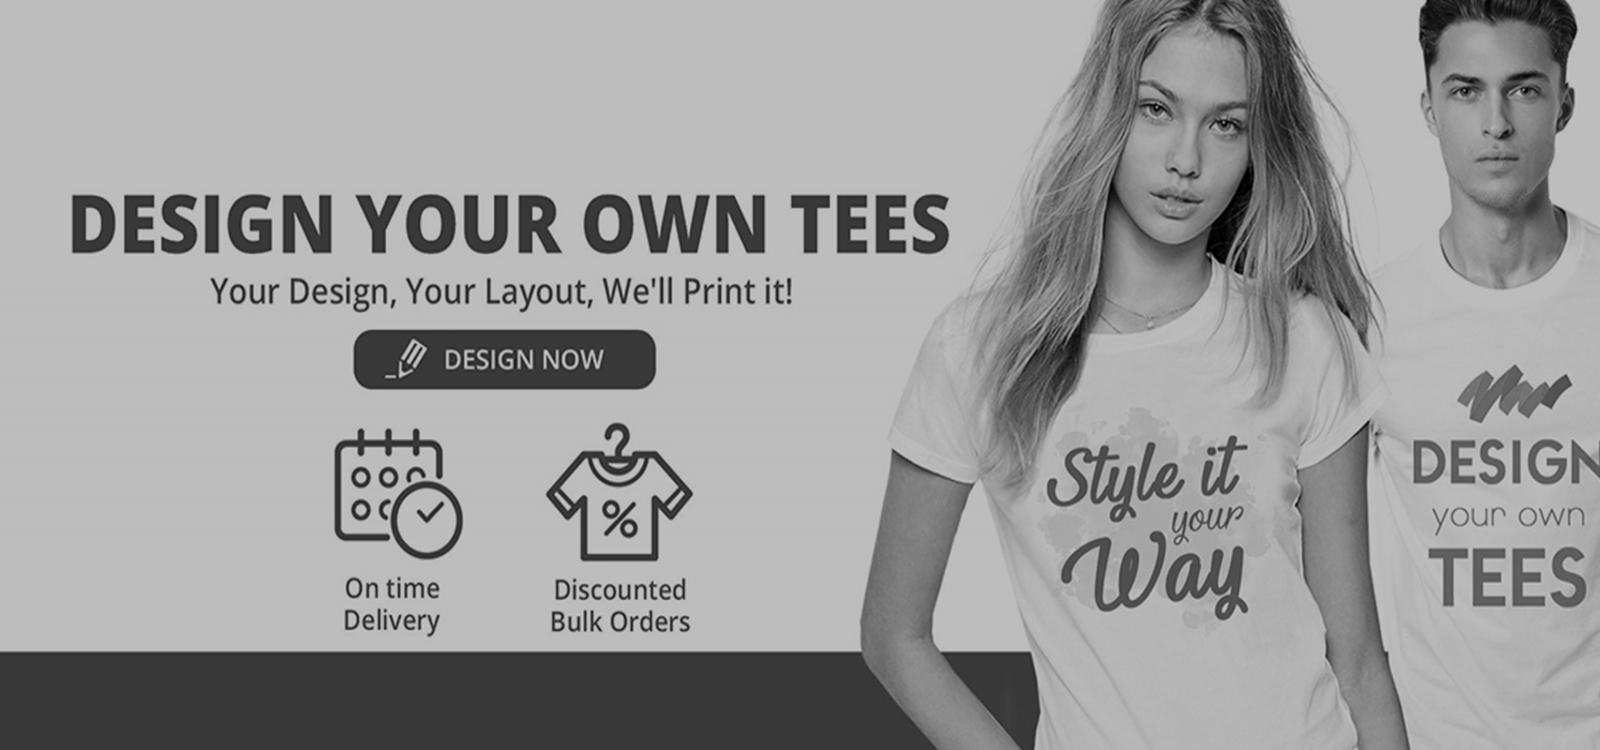 DESIGN YOUR OWN TEES
Your Design, Your Layout, We'll Print it!
DESIGN NOW
On time
Delivery
Discounted
Bulk Orders
%
Style it
your
Way
DESIGN
your own
TEES